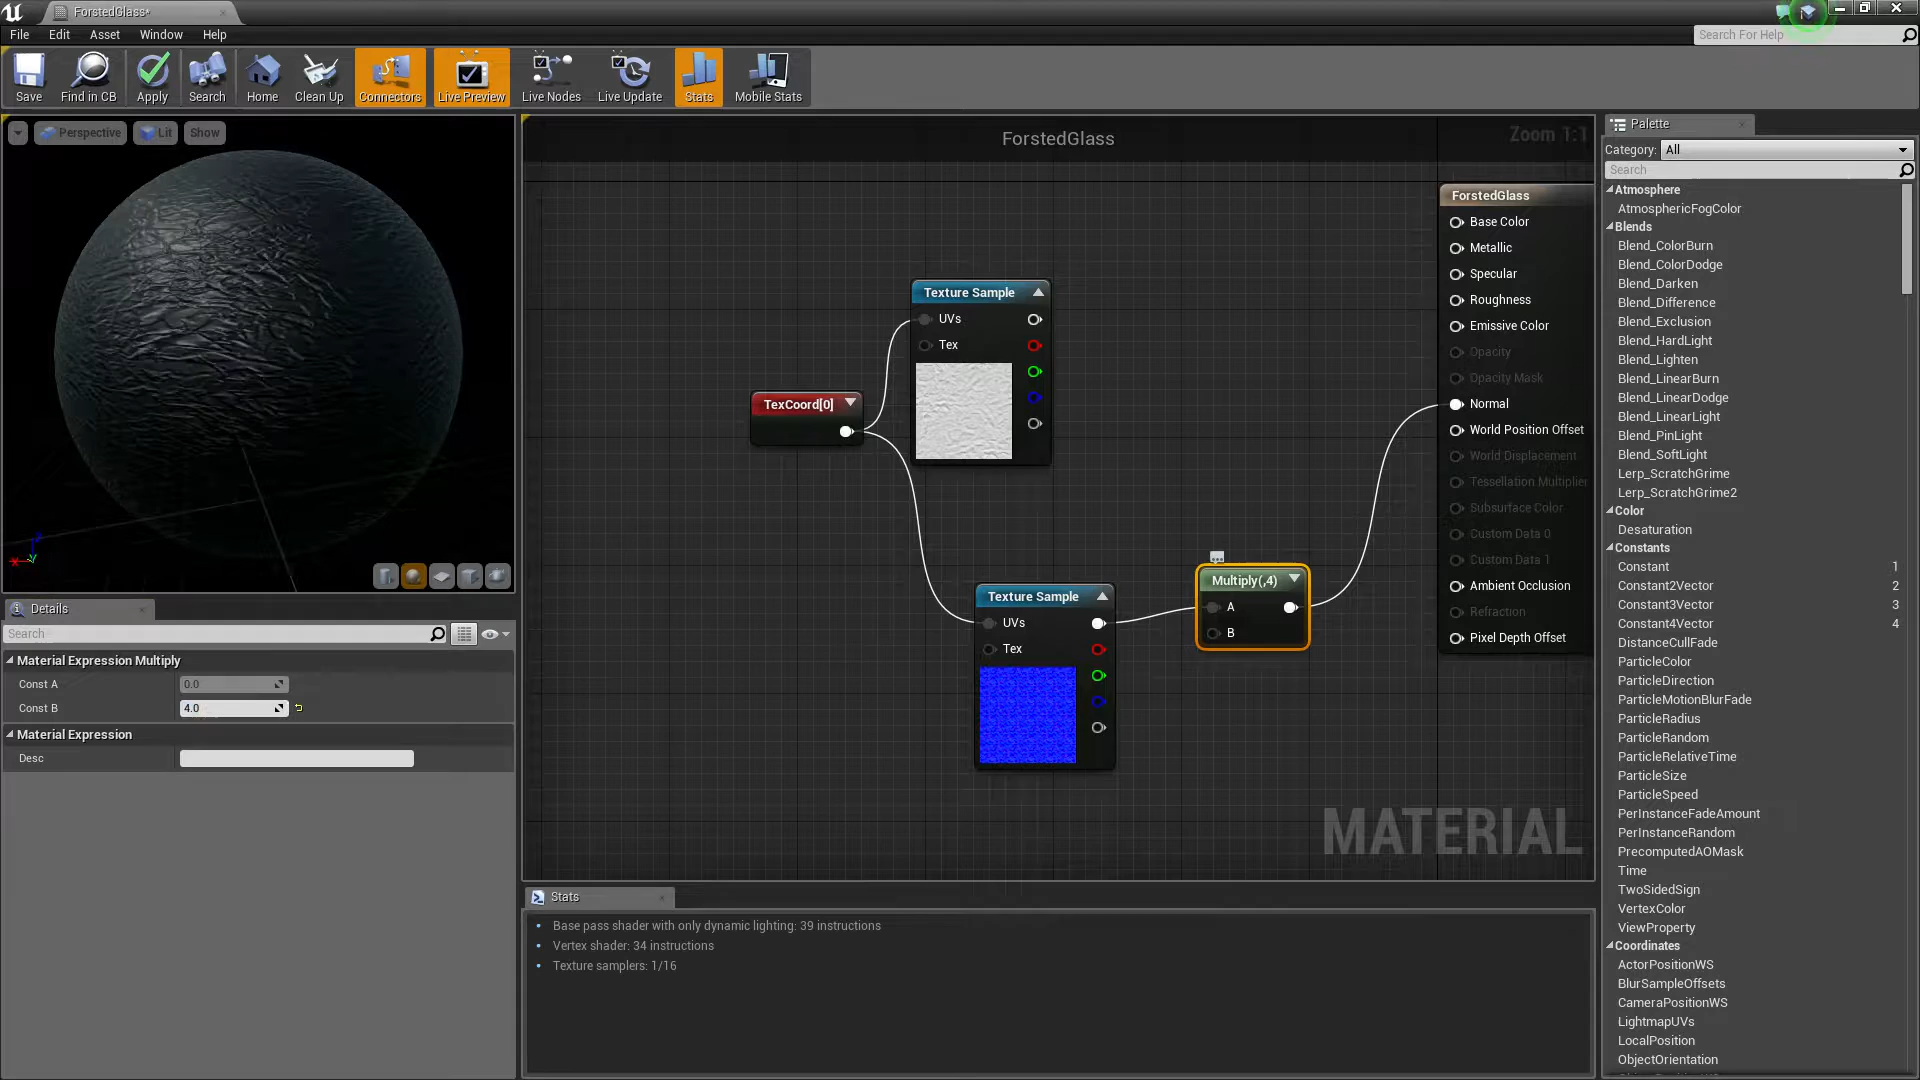 ForstedGlass*
File
Edit
Asset
Window
Help
Search For Help
Save
Find in CB
Apply
Search
Home
Clean Up
Connectors
Live Preview
Live Nodes
Live Update
Stats
Mobile Stats
Perspective
Lit
Show
ForstedGlass
Zoom 1:1
Texture Sample
UVs
Tex
TexCoord[0]
Texture Sample
UVs
Tex
Multiply(,4)
A
B
ForstedGlass
Base Color
Metallic
Specular
Roughness
Emissive Color
Opacity
Opacity Mask
Normal
World Position Offset
World Displacement
Tessellation Multiplier
Subsurface Color
Custom Data 0
Custom Data 1
Ambient Occlusion
Refraction
Pixel Depth Offset
MATERIAL
Details
Search
Material Expression Multiply
Const A
0.0
Const B
4.0
Material Expression
Desc
Stats
Base pass shader with only dynamic lighting: 39 instructions
Vertex shader: 34 instructions
Texture samplers: 1/16
Palette
Category:
All
Search
Atmosphere
AtmosphericFogColor
Blends
Blend_ColorBurn
Blend_ColorDodge
Blend_Darken
Blend_Difference
Blend_Exclusion
Blend_HardLight
Blend_Lighten
Blend_LinearBurn
Blend_LinearDodge
Blend_LinearLight
Blend_PinLight
Blend_SoftLight
Lerp_ScratchGrime
Lerp_ScratchGrime2
Color
Desaturation
Constants
Constant 1
Constant2Vector 2
Constant3Vector 3
Constant4Vector 4
DistanceCullFade
ParticleColor
ParticleDirection
ParticleMotionBlurFade
ParticleRadius
ParticleRandom
ParticleRelativeTime
ParticleSize
ParticleSpeed
PerInstanceFadeAmount
PerInstanceRandom
PrecomputedAOMask
Time
TwoSidedSign
VertexColor
ViewProperty
Coordinates
ActorPositionWS
BlurSampleOffsets
CameraPositionWS
LightmapUVs
LocalPosition
ObjectOrientation